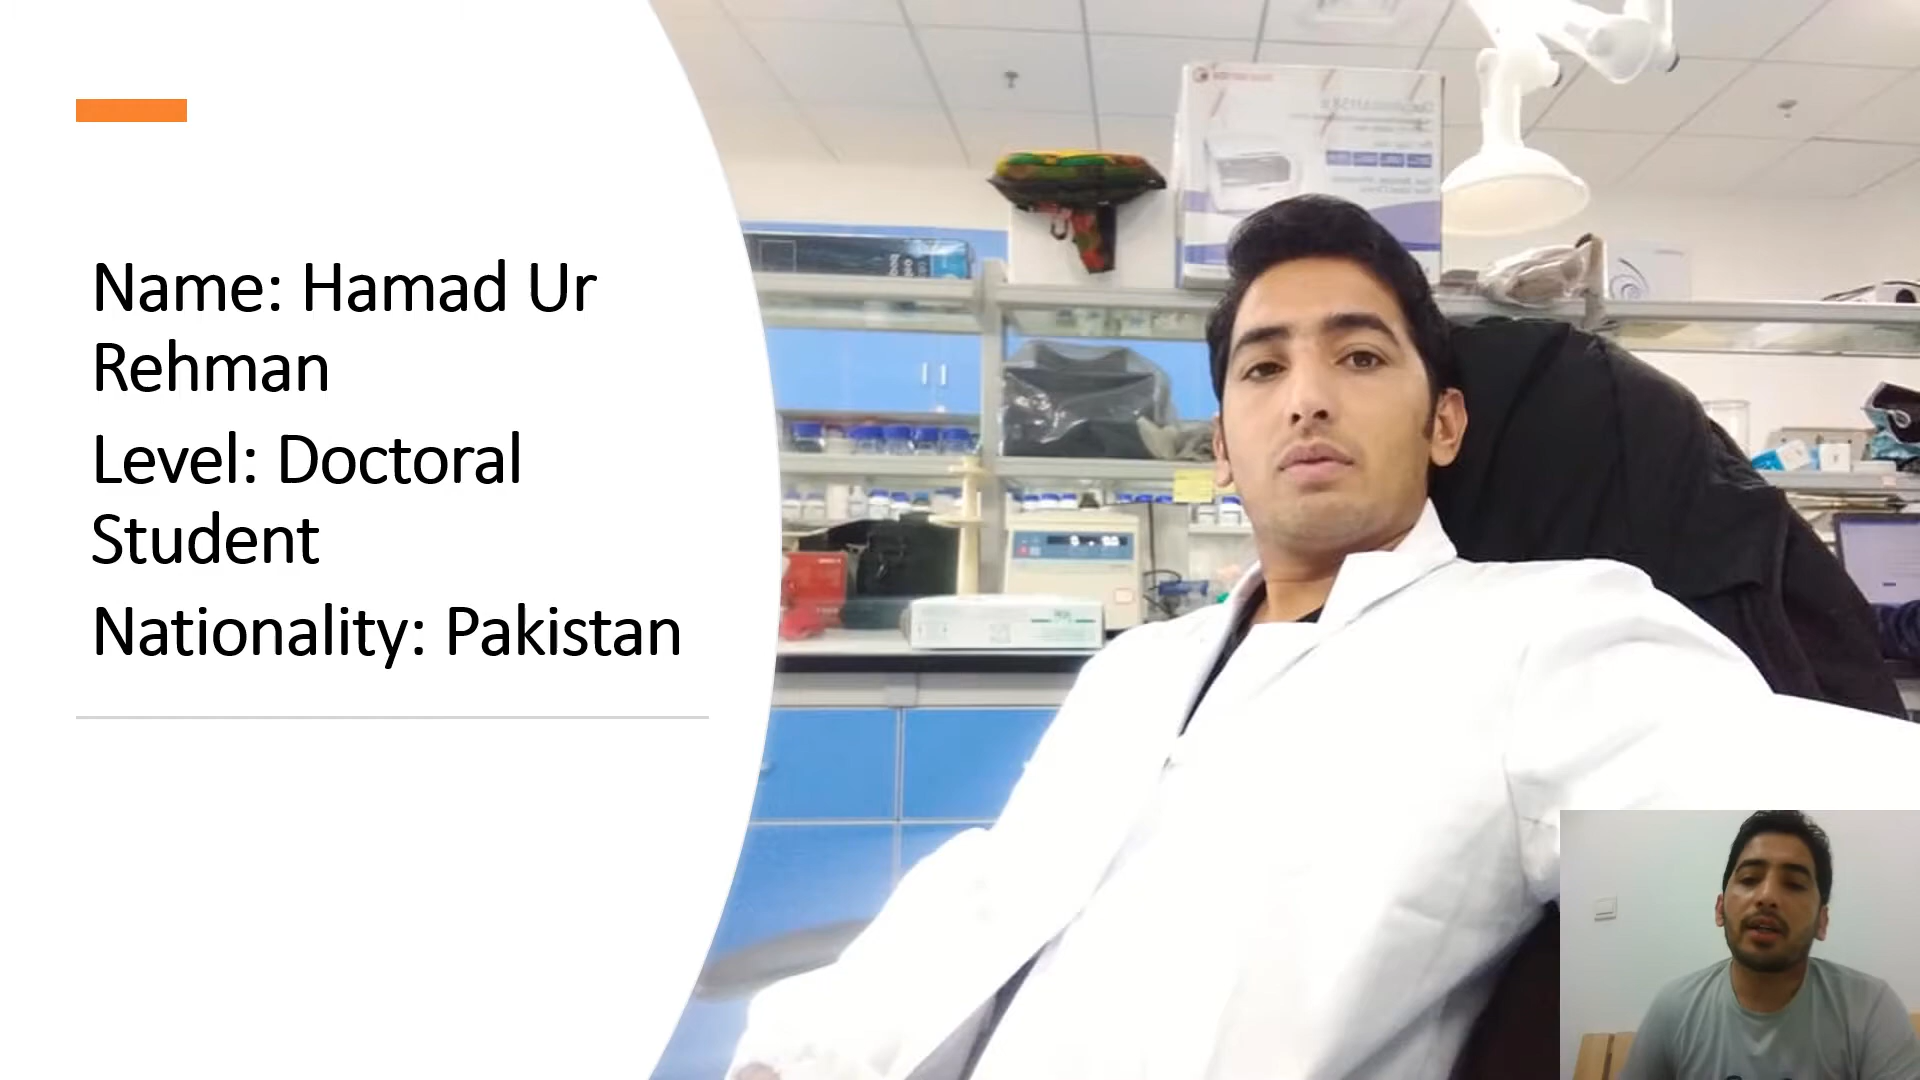 Name: Hamad Ur
Rehman
Level: Doctoral
Student
Nationality: Pakistan